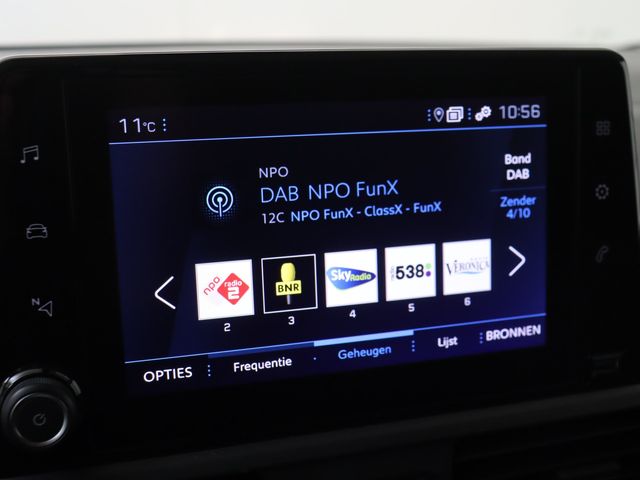 11°C
10:56
NPO
DAB NPO FunX
12C NPO FunX - ClassX - FunX
Band
DAB
Zender
4/10
npo radio 2
BNR
Sky Radio
538
RADIO VERONICA
2
3
4
5
6
OPTIES
Frequentie
Geheugen
Lijst
BRONNEN
N